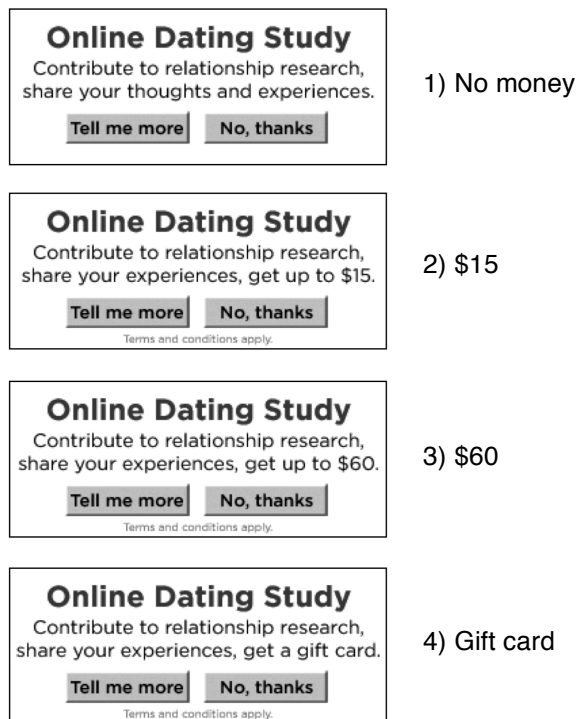 Online Dating Study
Contribute to relationship research,
share your thoughts and experiences.
Tell me more No, thanks
1) No money
Online Dating Study
Contribute to relationship research,
share your experiences, get up to $15.
Tell me more No, thanks
Terms and conditions apply.
2) $15
Online Dating Study
Contribute to relationship research,
share your experiences, get up to $60.
Tell me more No, thanks
Terms and conditions apply.
3) $60
Online Dating Study
Contribute to relationship research,
share your experiences, get a gift card.
Tell me more No, thanks
Terms and conditions apply.
4) Gift card